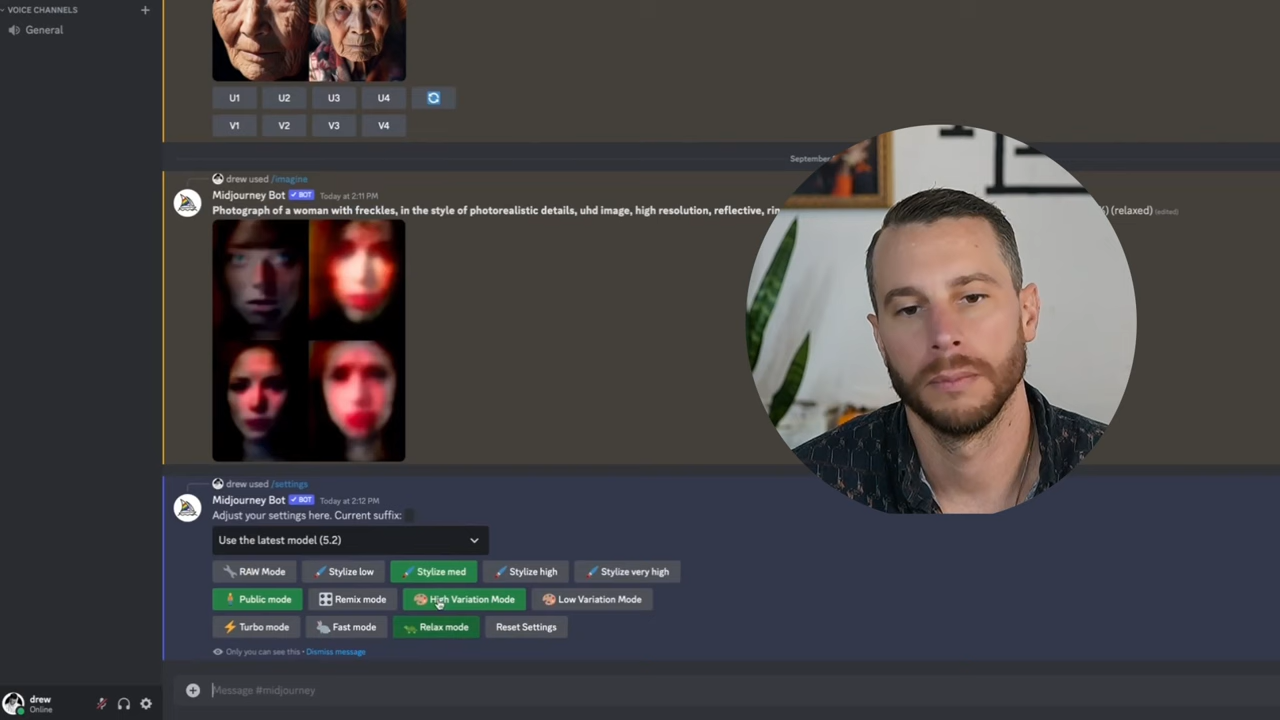 VOICE CHANNELS
General
U1 U2 U3 U4
V1 V2 V3 V4
September
drew used /imagine
Midjourney Bot BOT Today at 2:11 PM
Photograph of a woman with freckles, in the style of photorealistic details, uhd image, high resolution, reflective, (relaxed) (edited)
drew used /settings
Midjourney Bot BOT Today at 2:12 PM
Adjust your settings here. Current suffix:
Use the latest model (5.2)
RAW Mode Stylize low Stylize med Stylize high Stylize very high
Public mode Remix mode High Variation Mode Low Variation Mode
Turbo mode Fast mode Relax mode Reset Settings
Only you can see this • Dismiss message
Message #midjourney
drew
Online